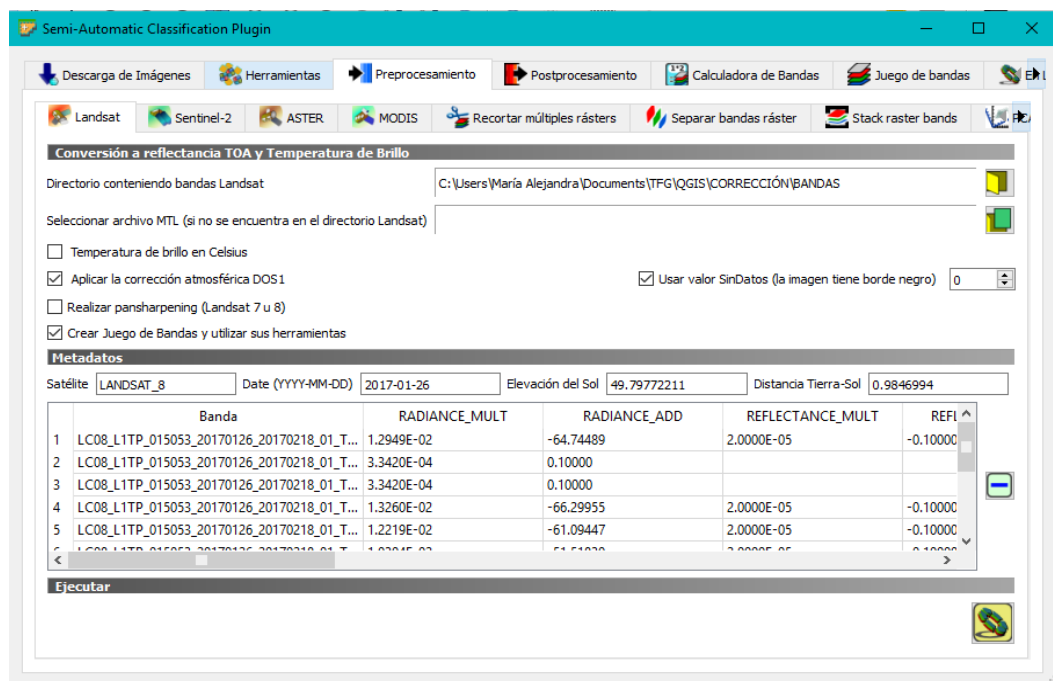 Semi-Automatic Classification Plugin
Descarga de Imágenes Herramientas Preprocesamiento Postprocesamiento Calculadora de Bandas Juego de bandas
Landsat Sentinel-2 ASTER MODIS Recortar múltiples rásters Separar bandas ráster Stack raster bands
Conversión a reflectancia TOA y Temperatura de Brillo
Directorio conteniendo bandas Landsat C:\Users\María Alejandra\Documents\TFG\QGIS\CORRECCIÓN\BANDAS
Seleccionar archivo MTL (si no se encuentra en el directorio Landsat)
Temperatura de brillo en Celsius
Aplicar la corrección atmosférica DOS1 Usar valor SinDatos (la imagen tiene borde negro) 0
Realizar pansharpening (Landsat 7 u 8)
Crear Juego de Bandas y utilizar sus herramientas
Metadatos
Satélite LANDSAT_8 Date (YYYY-MM-DD) 2017-01-26 Elevación del Sol 49.79772211 Distancia Tierra-Sol 0.9846994
Banda RADIANCE_MULT RADIANCE_ADD REFLECTANCE_MULT REFL
1 LC08_L1TP_015053_20170126_20170218_01_T... 1.2949E-02 -64.74489 2.0000E-05 -0.10000
2 LC08_L1TP_015053_20170126_20170218_01_T... 3.3420E-04 0.10000
3 LC08_L1TP_015053_20170126_20170218_01_T... 3.3420E-04 0.10000
4 LC08_L1TP_015053_20170126_20170218_01_T... 1.3260E-02 -66.29955 2.0000E-05 -0.10000
5 LC08_L1TP_015053_20170126_20170218_01_T... 1.2219E-02 -61.09447 2.0000E-05 -0.10000
Ejecutar